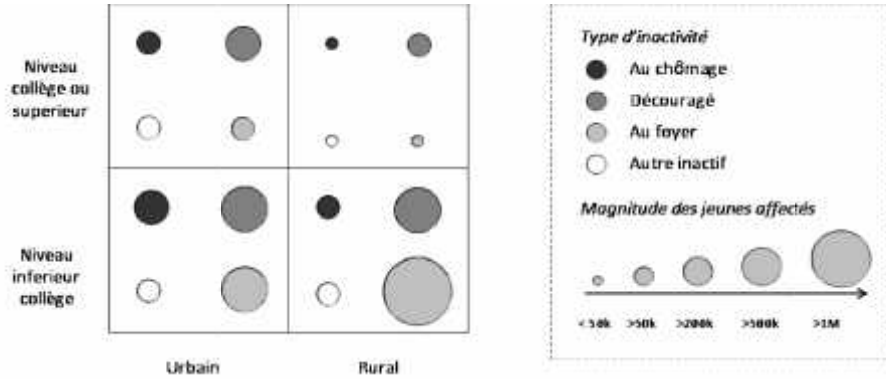 Niveau
collège ou
superieur
Niveau
inferieur
collège
Urbain
Rural
Type d'inactivité
Au chômage
Découragé
Au foyer
Autre inactif
Magnitude des jeunes affectés
<50k >50k >200k >500k >1M